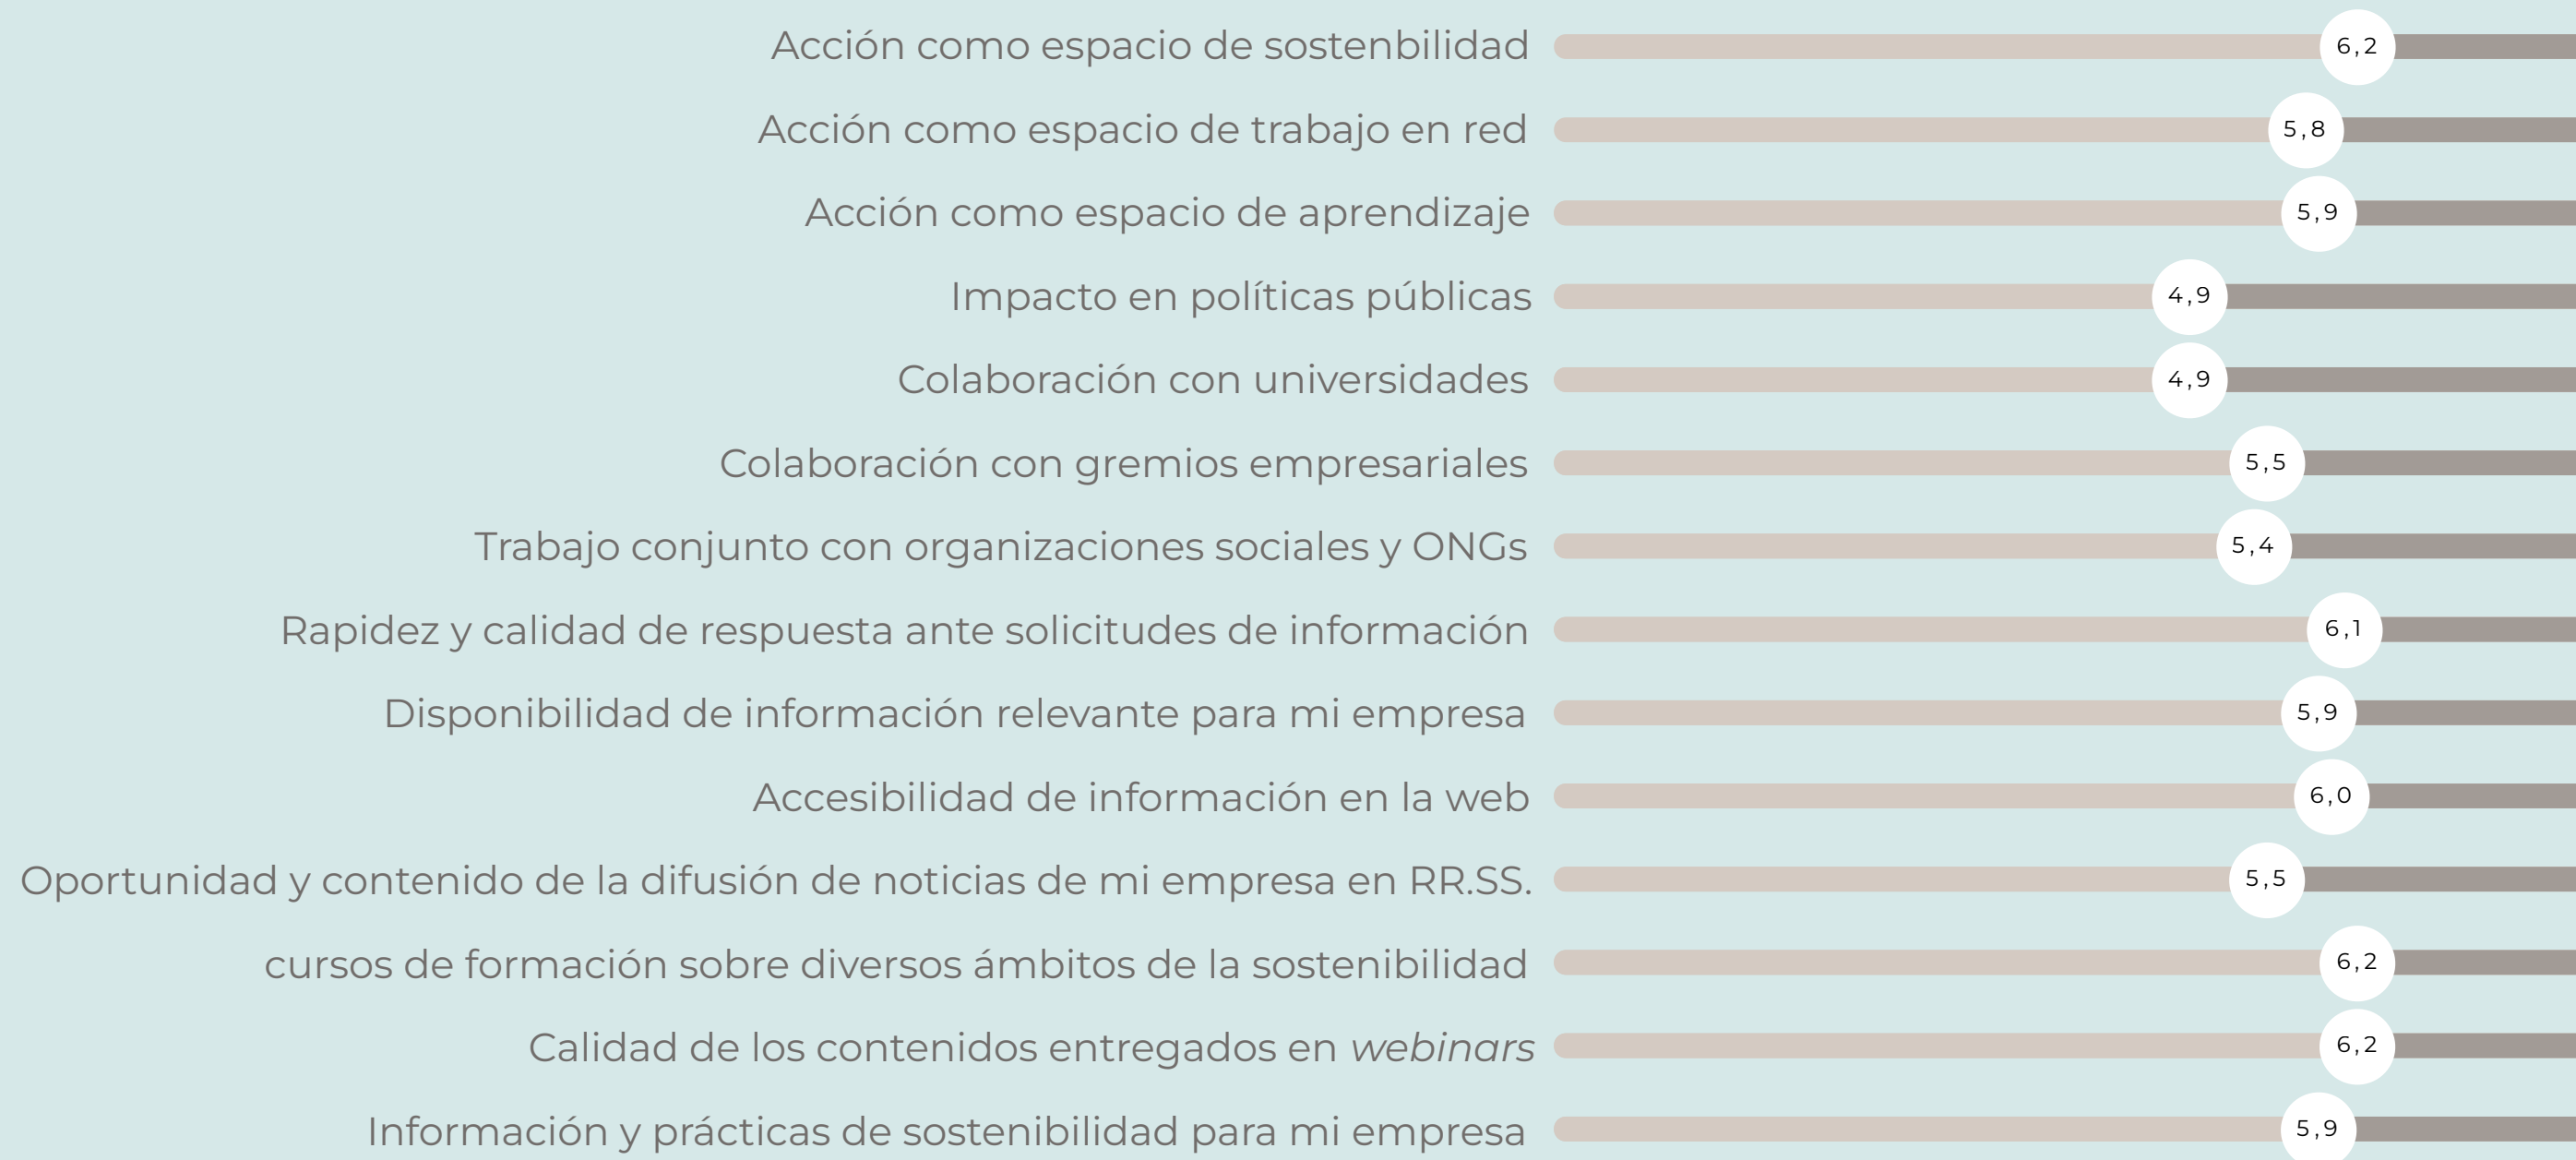 Acción como espacio de sostenbilidad 6,2
Acción como espacio de trabajo en red 5,8
Acción como espacio de aprendizaje 5,9
Impacto en políticas públicas 4,9
Colaboración con universidades 4,9
Colaboración con gremios empresariales 5,5
Trabajo conjunto con organizaciones sociales y ONGs 5,4
Rapidez y calidad de respuesta ante solicitudes de información 6,1
Disponibilidad de información relevante para mi empresa 5,9
Accesibilidad de información en la web 6,0
Oportunidad y contenido de la difusión de noticias de mi empresa en RR.SS. 5,5
cursos de formación sobre diversos ámbitos de la sostenibilidad 6,2
Calidad de los contenidos entregados en webinars 6,2
Información y prácticas de sostenibilidad para mi empresa 5,9